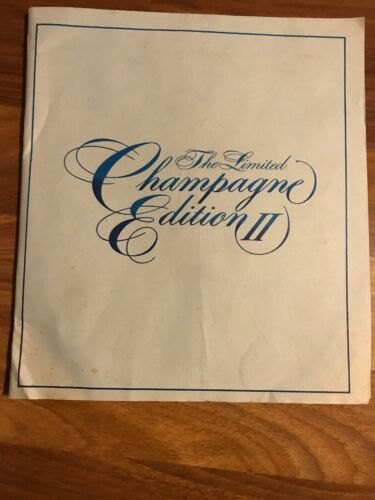 The Limited
Champagne
Edition II